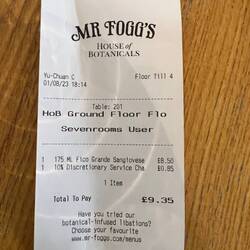 MR FOGG'S
HOUSE of
BOTANICALS
Yu-Chuan C Floor Till 4
01/08/23 18:14
Table: 201
HoB Ground Floor Flo
Sevenrooms User
1 175 ML Fico Grande Sangiovese £8.50
1 10% Discretionary Service Cha £0.85
1 Item
Total To Pay £9.35
Have you tried our
botanical-infused libations?
Choose your favourite
www.mr-foggs.com/menus